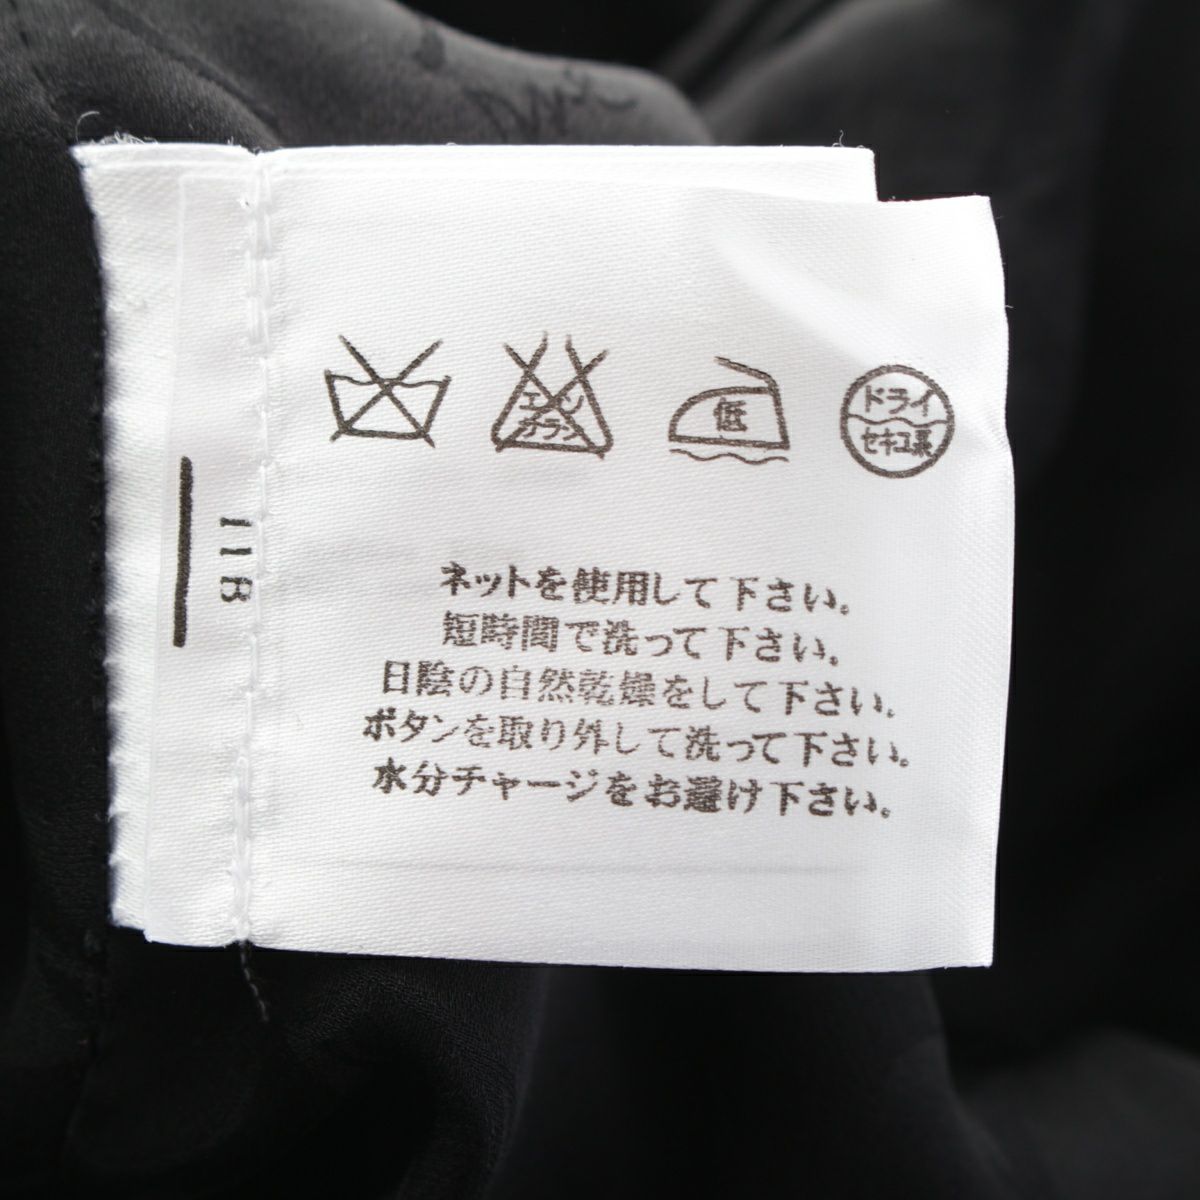 エンソ
サラシ
低
ドライ
セキユ系
11B
ネットを使用して下さい。
短時間で洗って下さい。
日陰の自然乾燥をして下さい。
ボタンを取り外して洗って下さい。
水分チャージをお避け下さい。